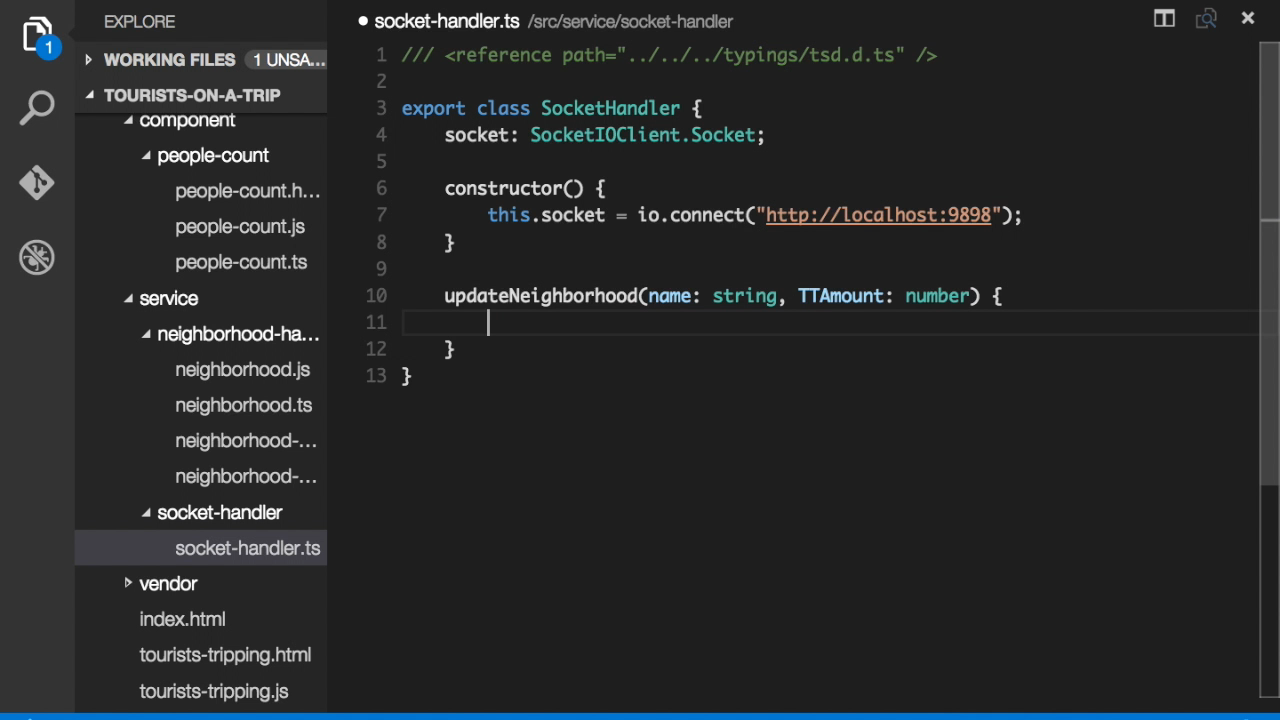 EXPLORE
WORKING FILES 1 UNSA...
TOURISTS-ON-A-TRIP
component
people-count
people-count.h...
people-count.js
people-count.ts
service
neighborhood-ha...
neighborhood.js
neighborhood.ts
neighborhood-...
neighborhood-...
socket-handler
socket-handler.ts
vendor
index.html
tourists-tripping.html
tourists-tripping.js
1
socket-handler.ts /src/service/socket-handler
1 /// <reference path="../../../typings/tsd.d.ts" />
2
3 export class SocketHandler {
4 socket: SocketIOClient.Socket;
5
6 constructor() {
7 this.socket = io.connect("http://localhost:9898");
8 }
9
10 updateNeighborhood(name: string, TTAmount: number) {
11
12 }
13 }